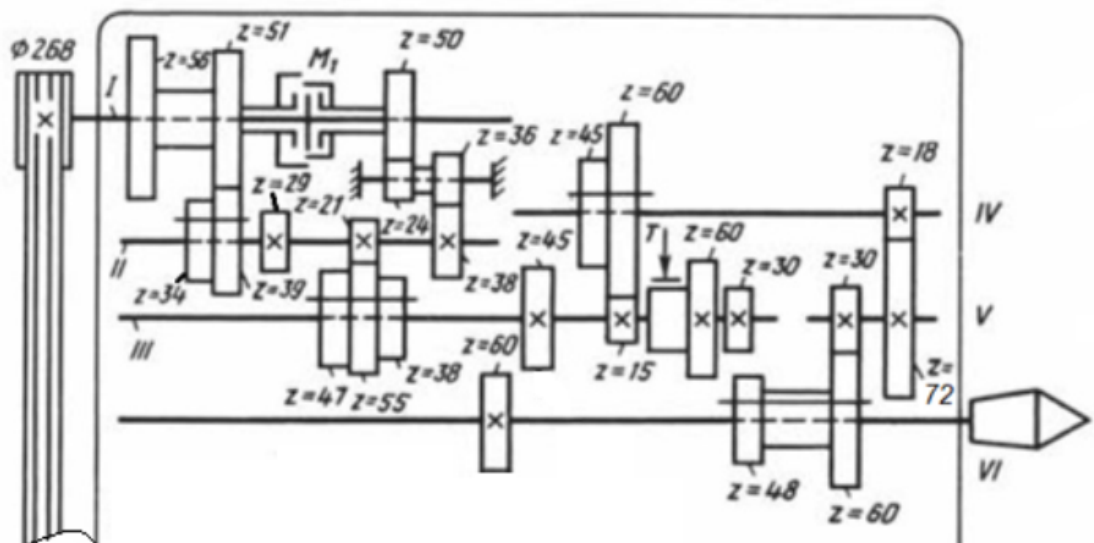 z=51
z=50
Ø268
z=56
M₁
z=60
I
z=36
z=45
z=18
z=29
z=21
z=24
T
z=60
IV
z=45
II
z=30
z=30
z=34
z=39
z=38
V
III
z=60
z=15
z=
z=38
72
z=47
z=55
VI
z=48
z=60